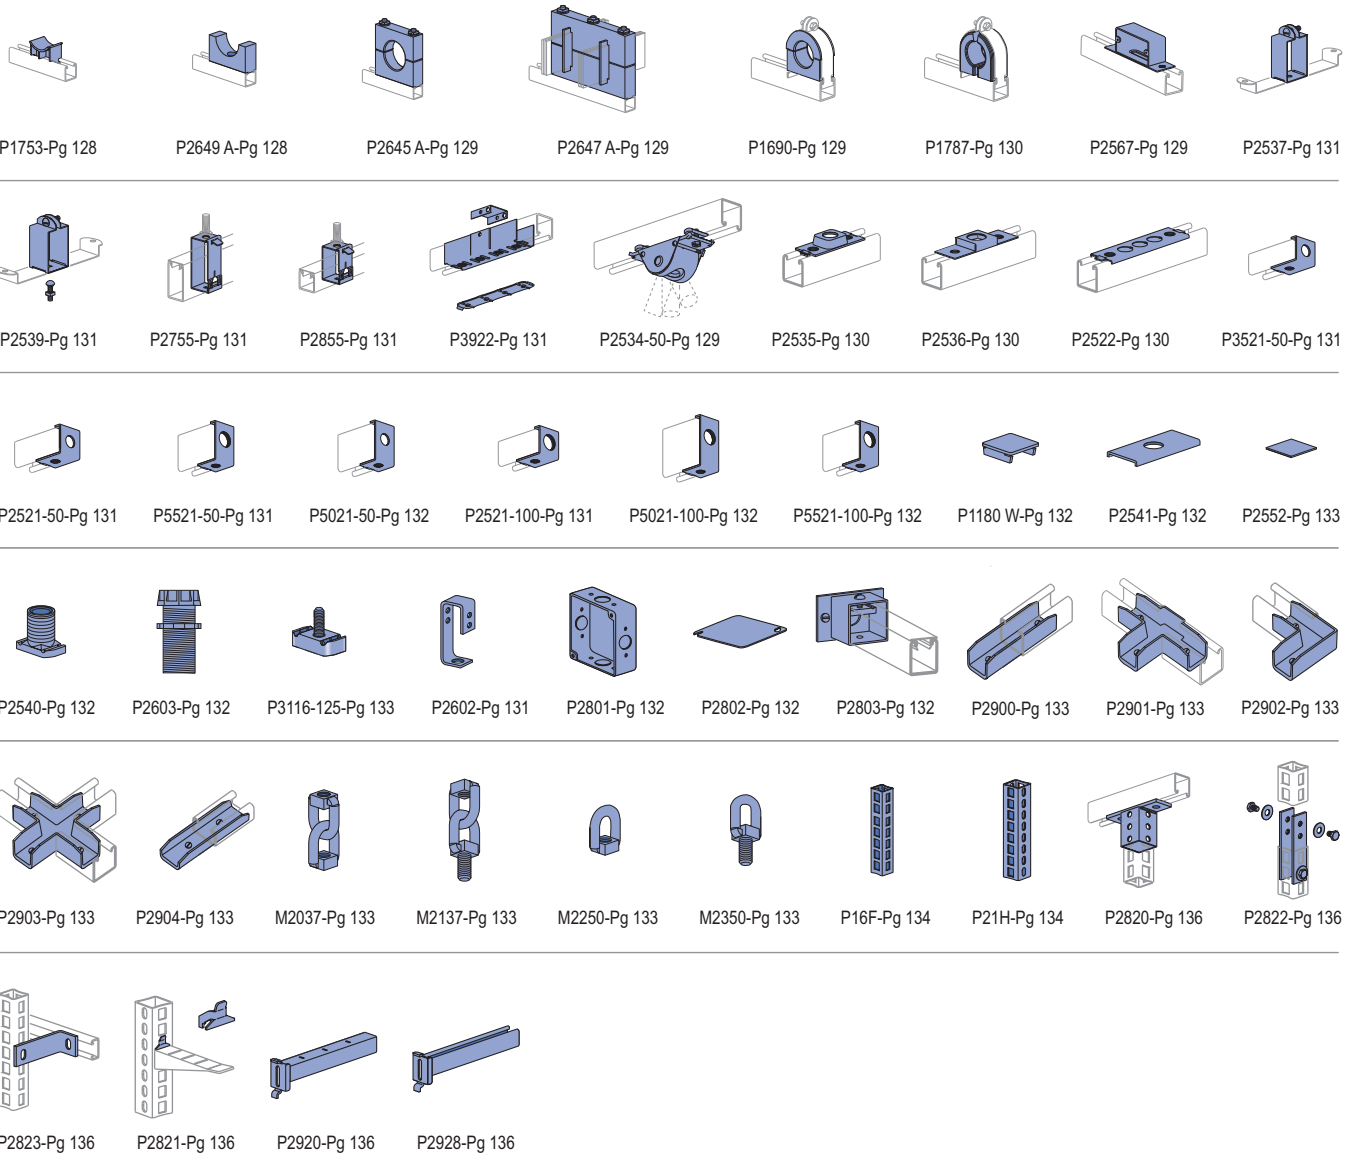 P1753-Pg 128 P2649 A-Pg 128 P2645 A-Pg 129 P2647 A-Pg 129 P1690-Pg 129 P1787-Pg 130 P2567-Pg 129 P2537-Pg 131
P2539-Pg 131 P2755-Pg 131 P2855-Pg 131 P3922-Pg 131 P2534-50-Pg 129 P2535-Pg 130 P2536-Pg 130 P2522-Pg 130 P3521-50-Pg 131
P2521-50-Pg 131 P5521-50-Pg 131 P5021-50-Pg 132 P2521-100-Pg 131 P5021-100-Pg 132 P5521-100-Pg 132 P1180 W-Pg 132 P2541-Pg 132 P2552-Pg 133
P2540-Pg 132 P2603-Pg 132 P3116-125-Pg 133 P2602-Pg 131 P2801-Pg 132 P2802-Pg 132 P2803-Pg 132 P2900-Pg 133 P2901-Pg 133 P2902-Pg 133
P2903-Pg 133 P2904-Pg 133 M2037-Pg 133 M2137-Pg 133 M2250-Pg 133 M2350-Pg 133 P16F-Pg 134 P21H-Pg 134 P2820-Pg 136 P2822-Pg 136
P2823-Pg 136 P2821-Pg 136 P2920-Pg 136 P2928-Pg 136